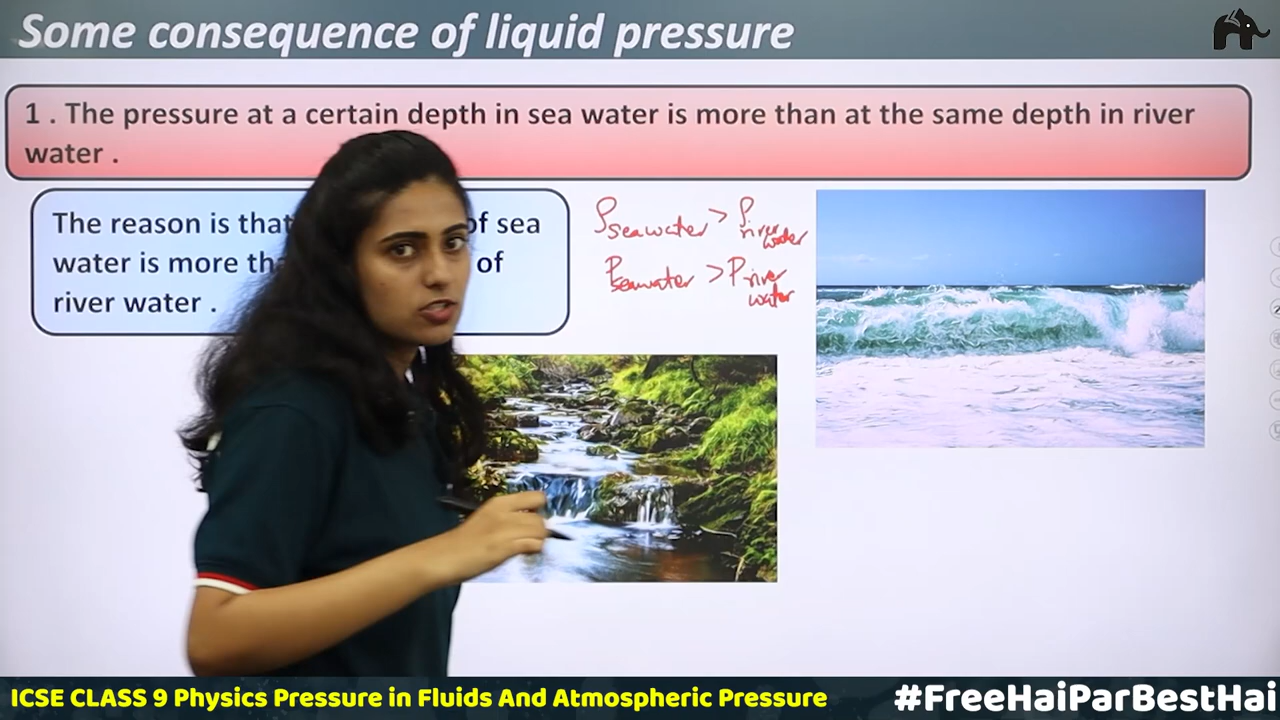 Some consequence of liquid pressure
1 . The pressure at a certain depth in sea water is more than at the same depth in river
water .
The reason is that of sea
water is more of
river water .
ρseawater > ρriver
water
Pseawater > Priver
water
ICSE CLASS 9 Physics Pressure in Fluids And Atmospheric Pressure
#FreeHaiParBestHai